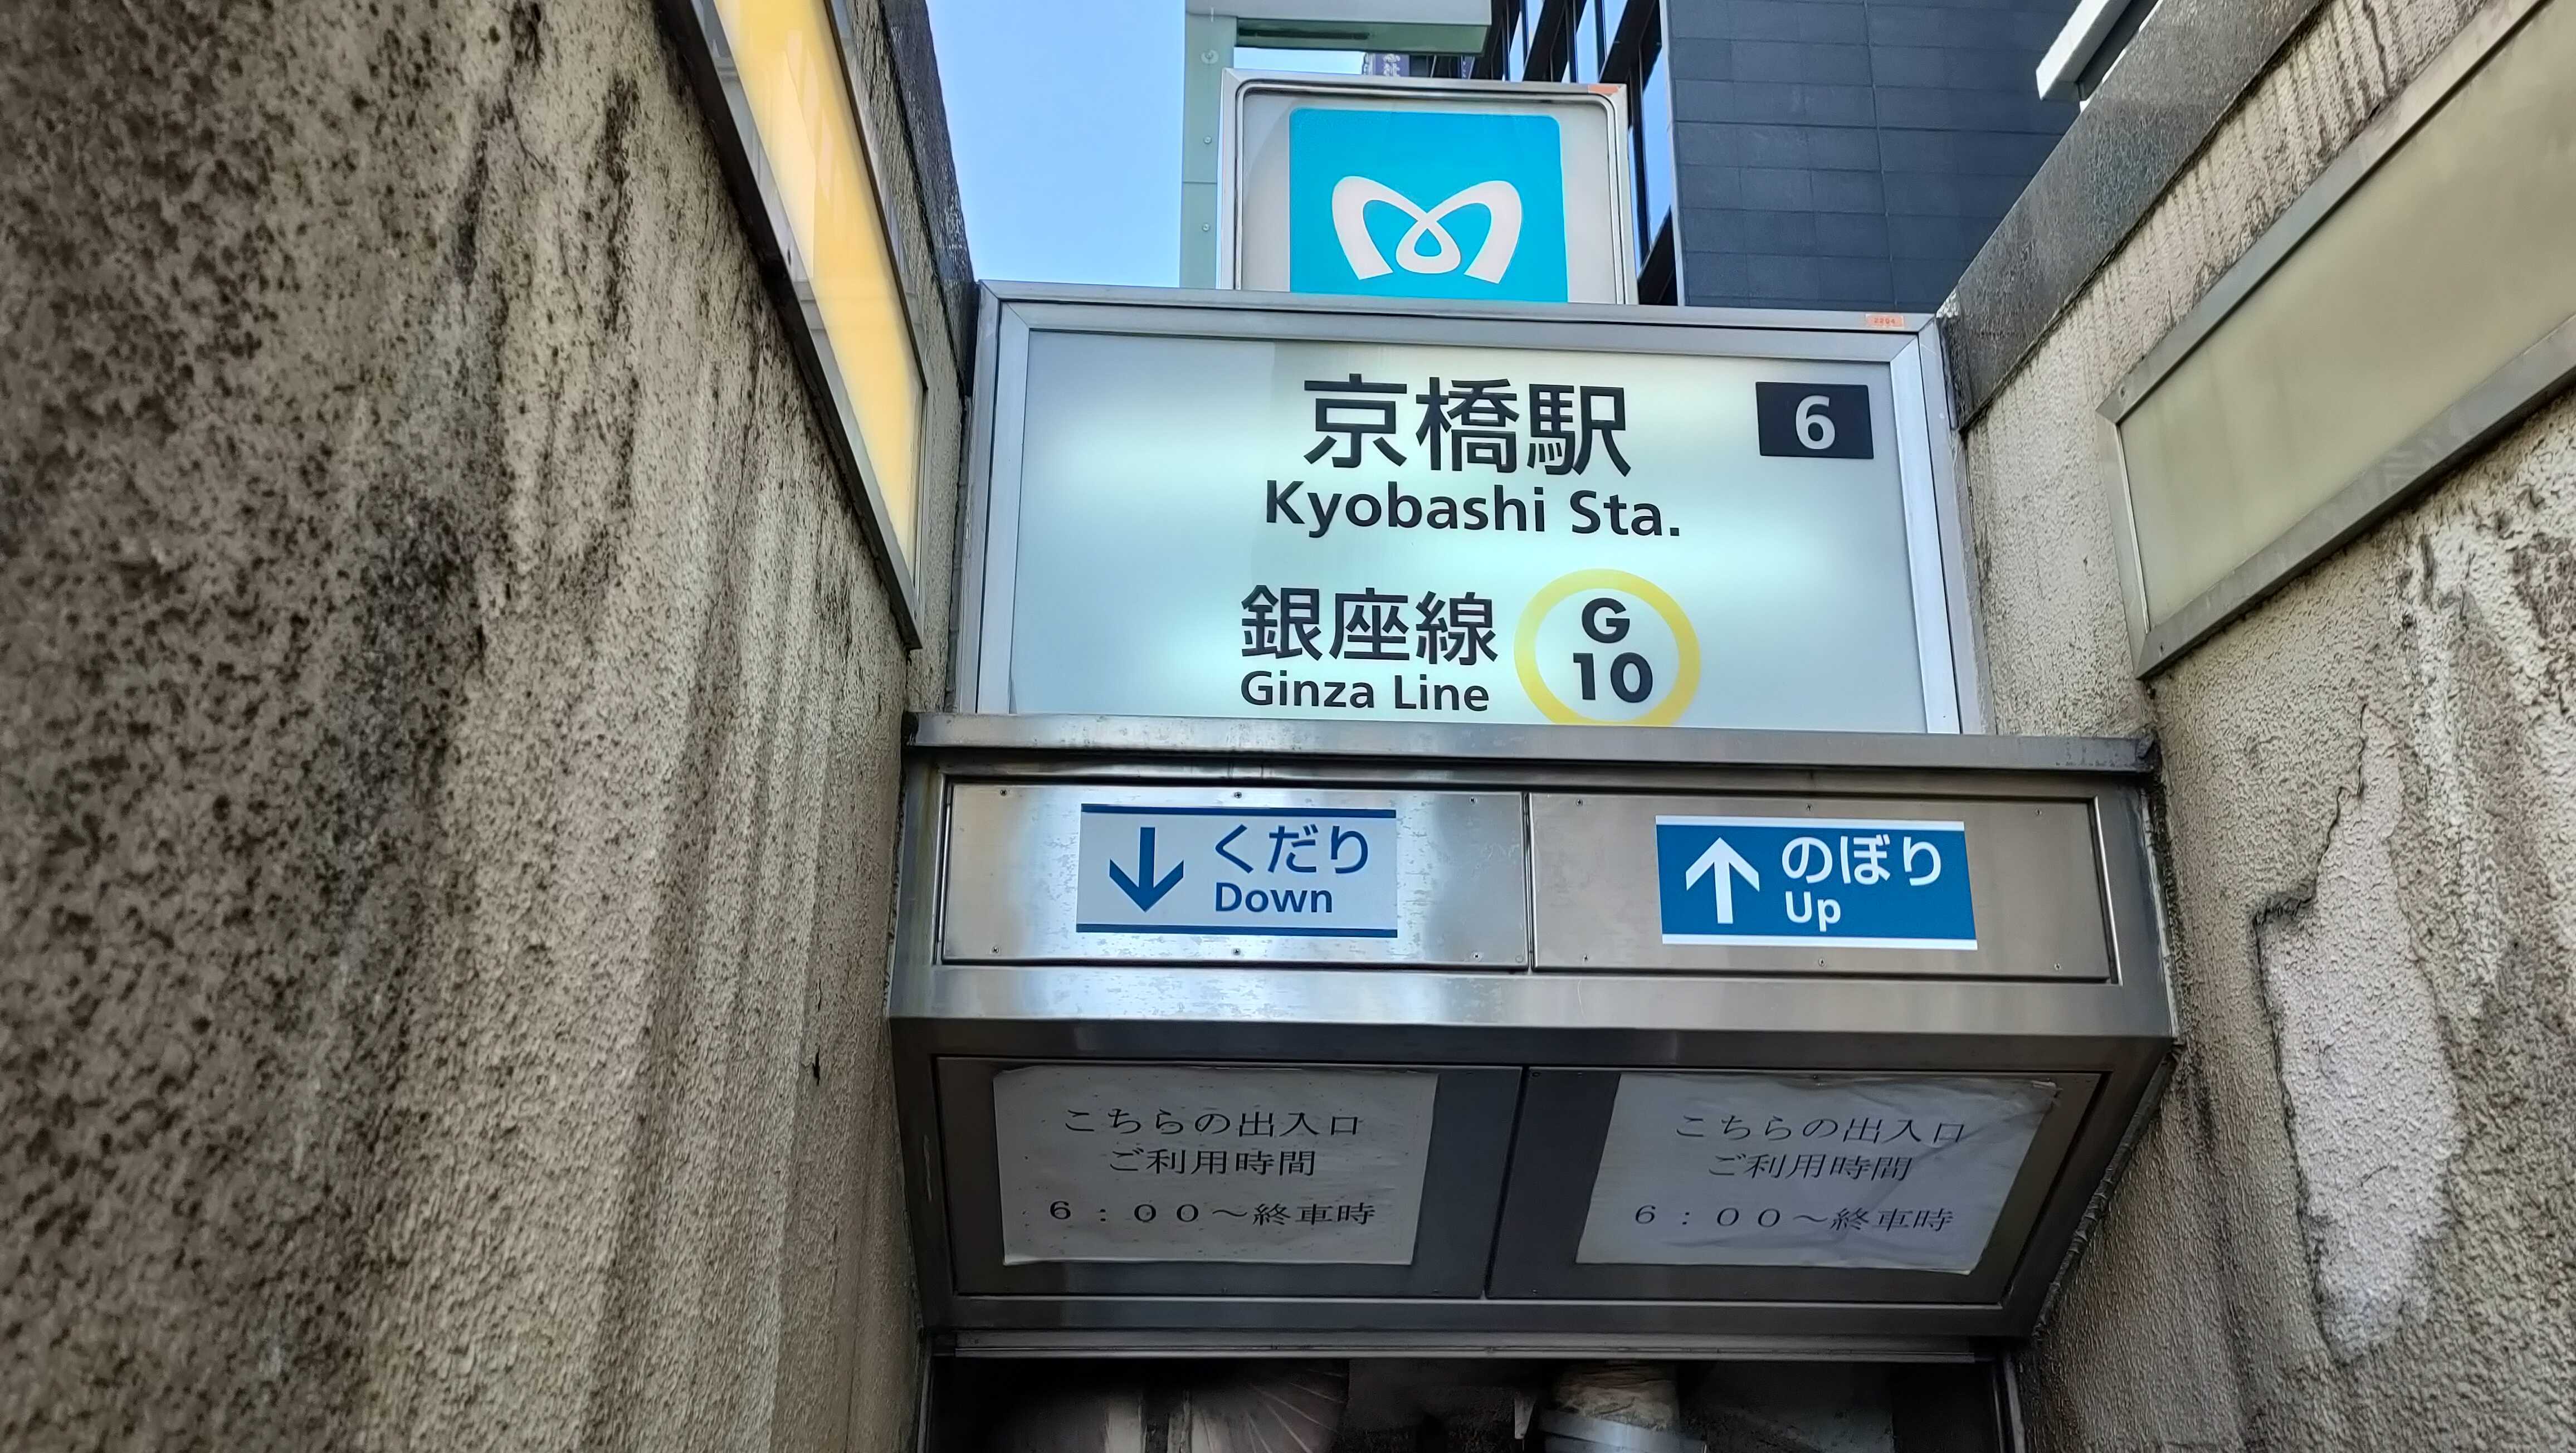 京橋駅
6
Kyobashi Sta.
銀座線
Ginza Line
G
10
くだり
Down
のぼり
Up
こちらの出入口
ご利用時間
6:00～終車時
こちらの出入口
ご利用時間
6:00～終車時